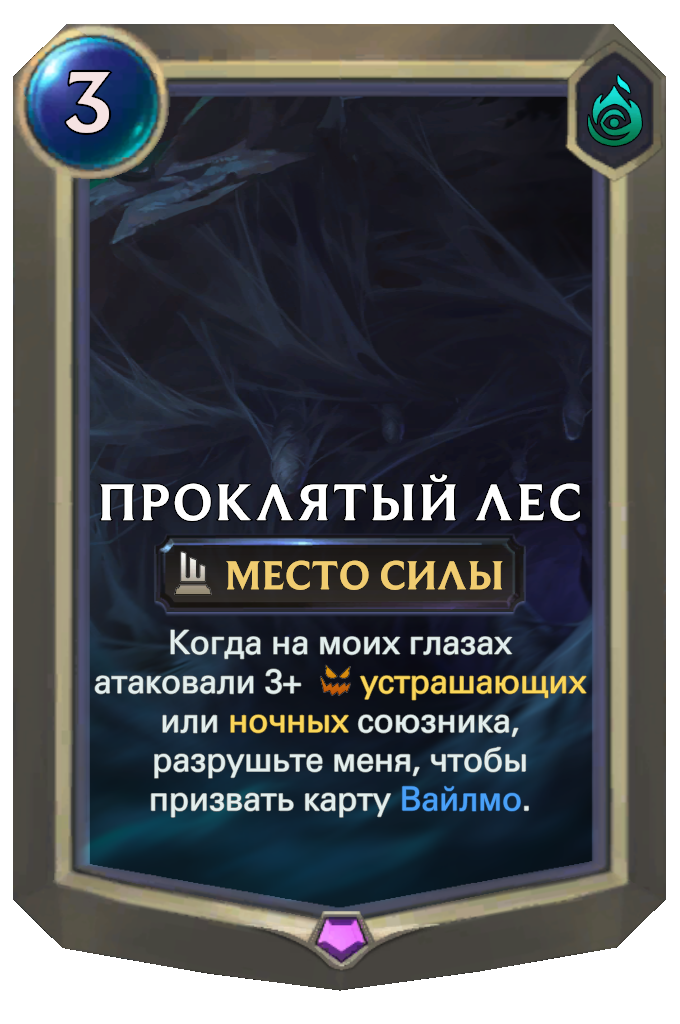 3
ПРОКЛЯТЫЙ ЛЕС
МЕСТО СИЛЫ
Когда на моих глазах
атаковали 3+ устрашающих
или ночных союзника,
разрушьте меня, чтобы
призвать карту Вайлмо.